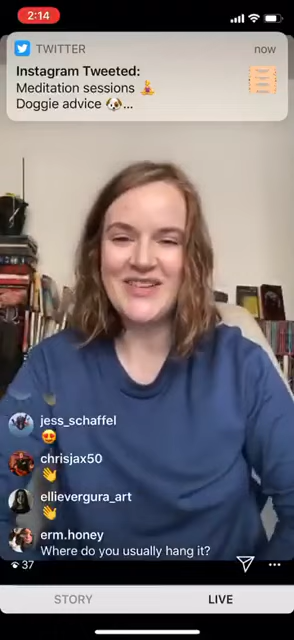 2:14
TWITTER now
Instagram Tweeted:
Meditation sessions 🧘
Doggie advice 🐶...
jess_schaffel
😍
chrisjax50
👋
ellievergura_art
👋
erm.honey
Where do you usually hang it?
37
STORY LIVE